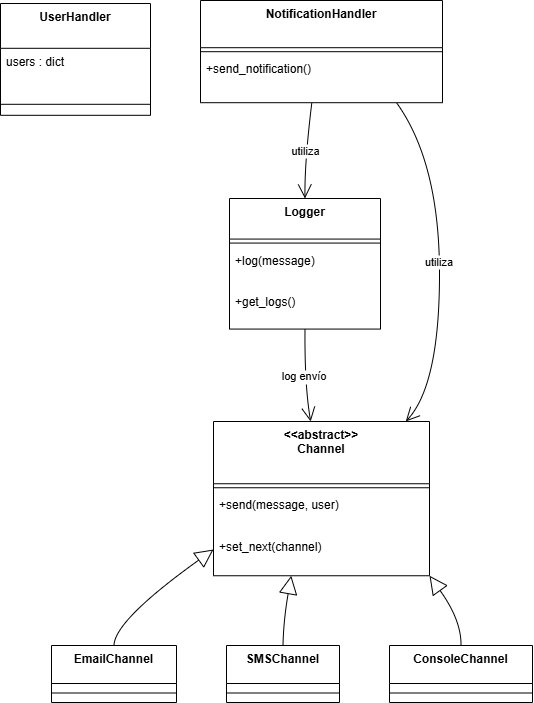 UserHandler
users : dict
NotificationHandler
+send_notification()
utiliza
Logger
+log(message)
+get_logs()
utiliza
log envío
<<abstract>>
Channel
+send(message, user)
+set_next(channel)
EmailChannel
SMSChannel
ConsoleChannel